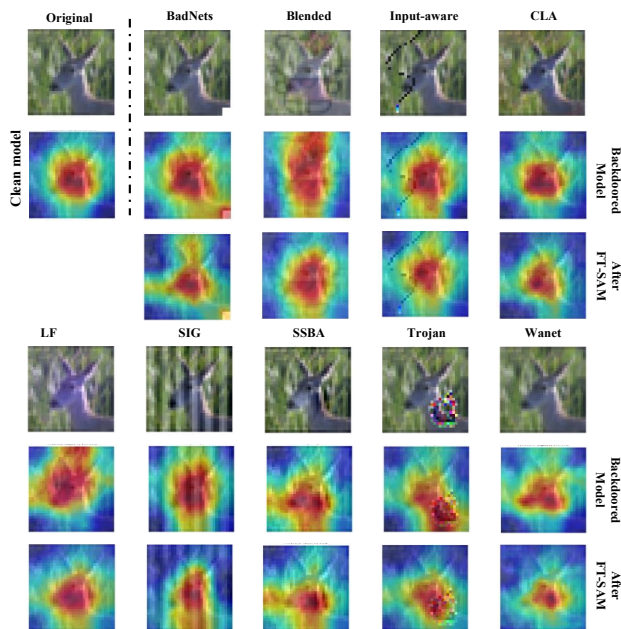 Original
BadNets
Blended
Input-aware
CLA
Clean model
Backdoored
Model
After
FT-SAM
LF
SIG
SSBA
Trojan
Wanet
Backdoored
Model
After
FT-SAM